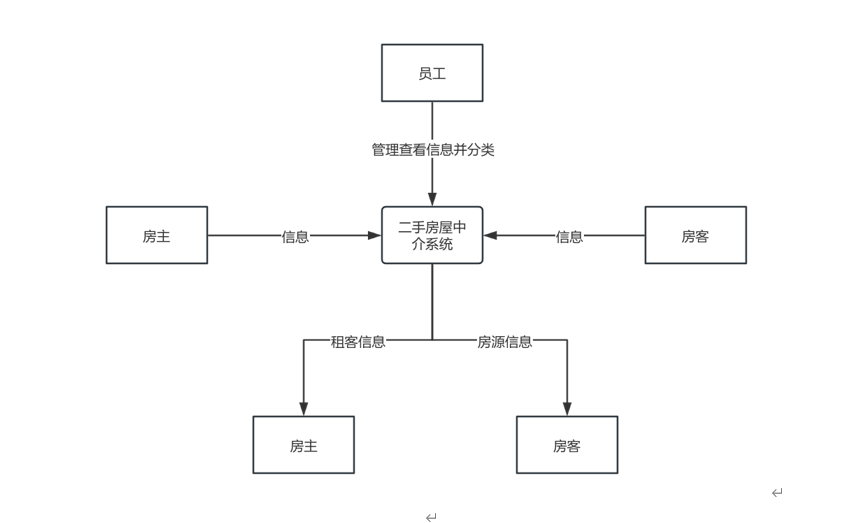 员工
管理查看信息并分类
房主
信息
二手房屋中
介系统
信息
房客
租客信息
房源信息
房主
房客